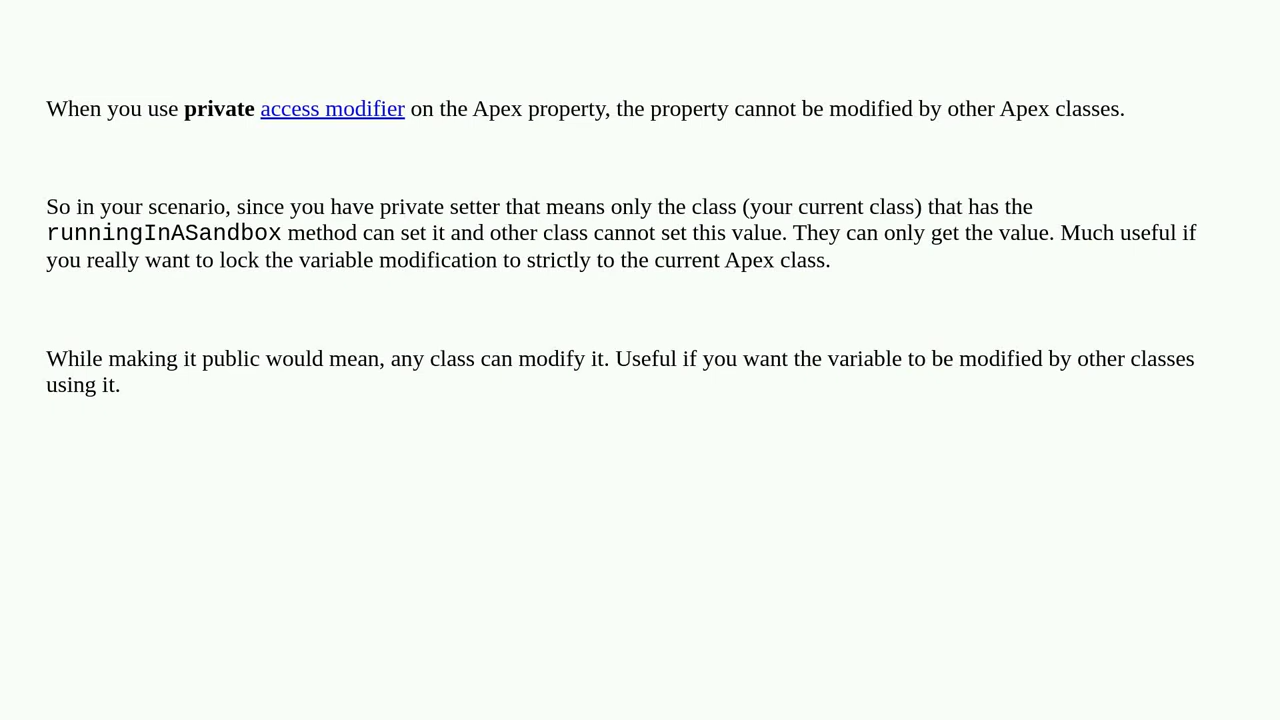 When you use private access modifier on the Apex property, the property cannot be modified by other Apex classes.
So in your scenario, since you have private setter that means only the class (your current class) that has the
runningInASandbox method can set it and other class cannot set this value. They can only get the value. Much useful if
you really want to lock the variable modification to strictly to the current Apex class.
While making it public would mean, any class can modify it. Useful if you want the variable to be modified by other classes
using it.